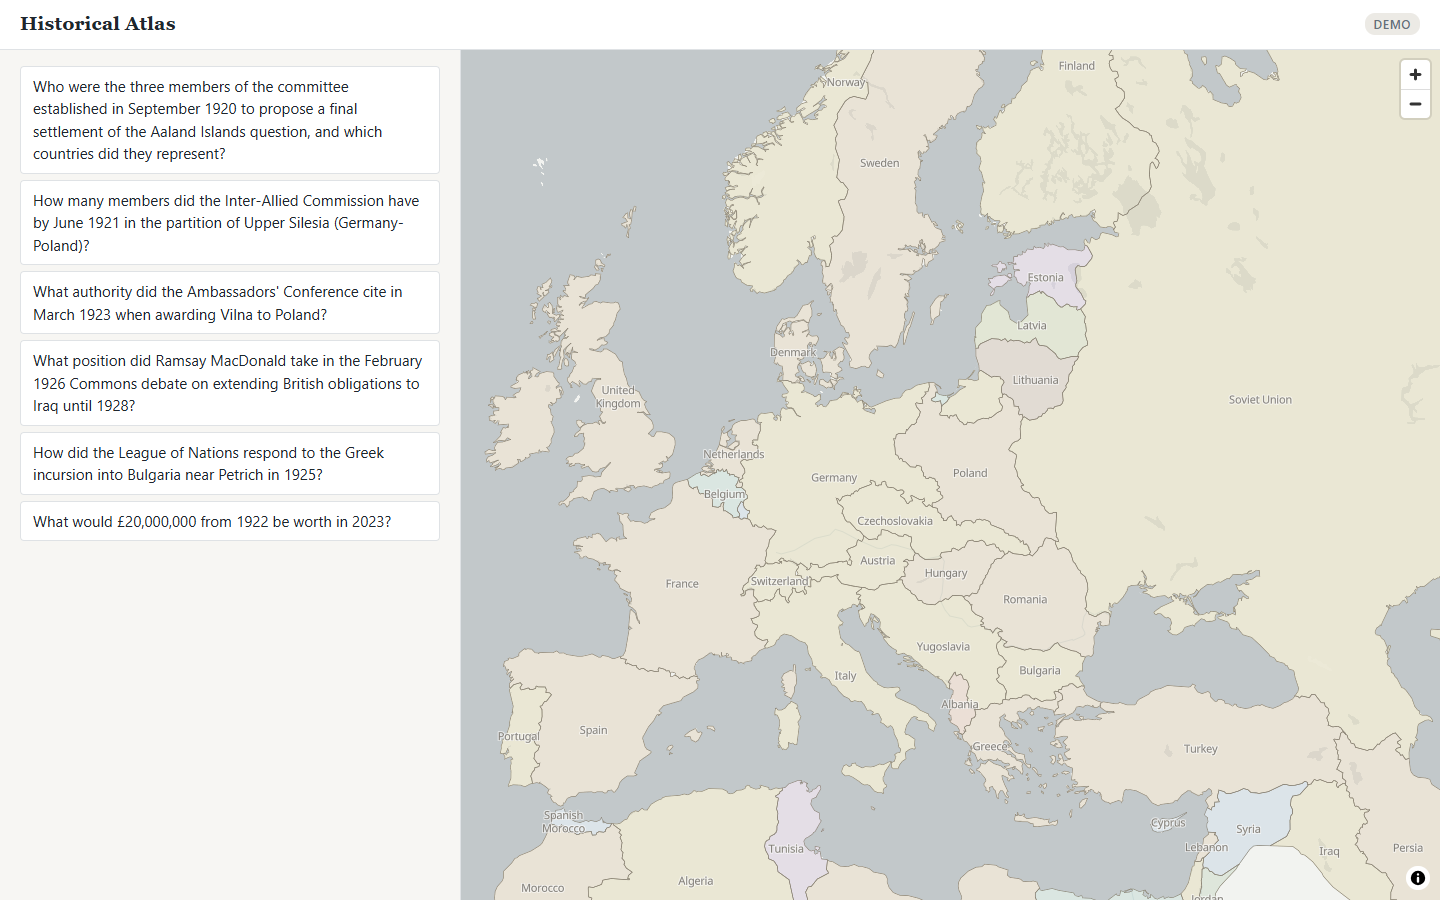 Historical Atlas
DEMO
Who were the three members of the committee
established in September 1920 to propose a final
settlement of the Aaland Islands question, and which
countries did they represent?
How many members did the Inter-Allied Commission have
by June 1921 in the partition of Upper Silesia (Germany-
Poland)?
What authority did the Ambassadors' Conference cite in
March 1923 when awarding Vilna to Poland?
What position did Ramsay MacDonald take in the February
1926 Commons debate on extending British obligations to
Iraq until 1928?
How did the League of Nations respond to the Greek
incursion into Bulgaria near Petrich in 1925?
What would £20,000,000 from 1922 be worth in 2023?
Finland
Norway
Sweden
Estonia
Latvia
Denmark
Lithuania
United
Kingdom
Soviet Union
Netherlands
Poland
Germany
Belgium
Czechoslovakia
Austria
Hungary
Switzerland
France
Romania
Yugoslavia
Bulgaria
Italy
Albania
Spain
Portugal
Greece
Turkey
Spanish
Morocco
Cyprus
Syria
Lebanon
Tunisia
Iraq
Persia
Algeria
Morocco
Jordan